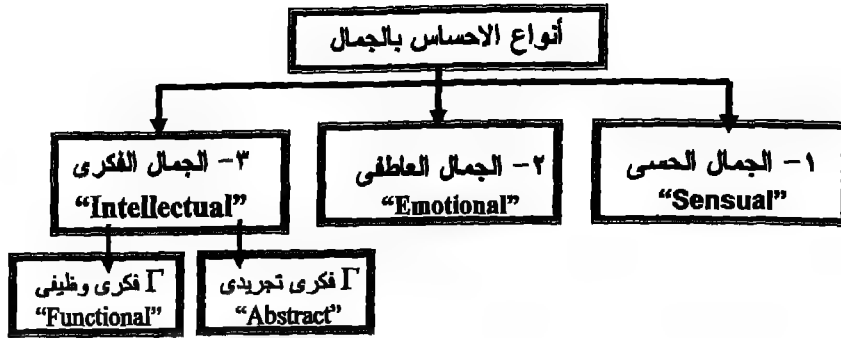 أنواع الاحساس بالجمال
١- الجمال الحسى
“Sensual”
٢- الجمال العاطفى
“Emotional”
٣- الجمال الفكرى
“Intellectual”
Γ فكرى تجريدى
“Abstract”
Γ فكرى وظيفى
“Functional”